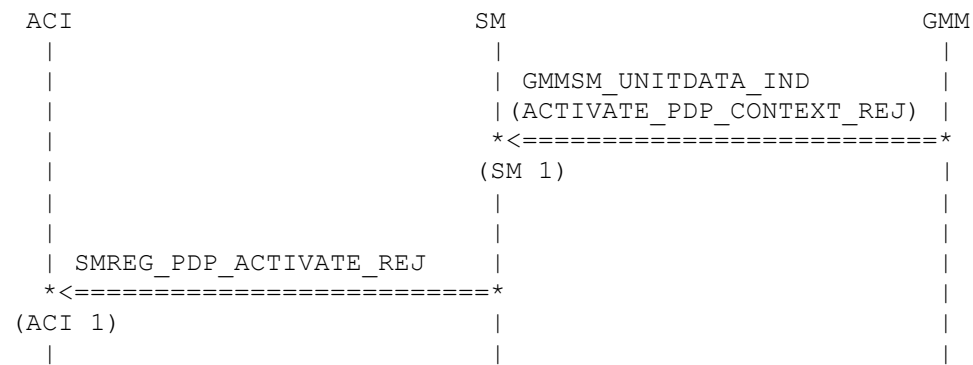 ACI SM GMM
GMMSM_UNITDATA_IND
(ACTIVATE_PDP_CONTEXT_REJ)
*<==========================*
(SM 1)
SMREG_PDP_ACTIVATE_REJ
*<==========================*
(ACI 1)